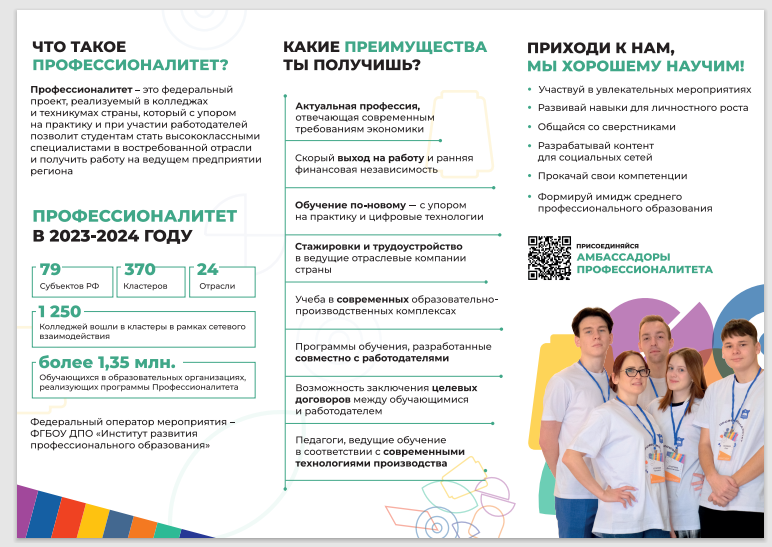 ЧТО ТАКОЕ
ПРОФЕССИОНАЛИТЕТ?
Профессионалитет – это федеральный
проект, реализуемый в колледжах
и техникумах страны, который с упором
на практику и при участии работодателей
позволит студентам стать высококлассными
специалистами в востребованной отрасли
и получить работу на ведущем предприятии
региона
ПРОФЕССИОНАЛИТЕТ
В 2023-2024 ГОДУ
79
Субъектов РФ
370
Кластеров
24
Отрасли
1 250
Колледжей вошли в кластеры в рамках сетевого
взаимодействия
более 1,35 млн.
Обучающихся в образовательных организациях,
реализующих программы Профессионалитета
Федеральный оператор мероприятия –
ФГБОУ ДПО «Институт развития
профессионального образования»
КАКИЕ ПРЕИМУЩЕСТВА
ТЫ ПОЛУЧИШЬ?
Актуальная профессия,
отвечающая современным
требованиям экономики
Скорый выход на работу и ранняя
финансовая независимость
Обучение по-новому — с упором
на практику и цифровые технологии
Стажировки и трудоустройство
в ведущие отраслевые компании
страны
Учеба в современных образовательно-
производственных комплексах
Программы обучения, разработанные
совместно с работодателями
Возможность заключения целевых
договоров между обучающимися
и работодателем
Педагоги, ведущие обучение
в соответствии с современными
технологиями производства
ПРИХОДИ К НАМ,
МЫ ХОРОШЕМУ НАУЧИМ!
• Участвуй в увлекательных мероприятиях
• Развивай навыки для личностного роста
• Общайся со сверстниками
• Разрабатывай контент
для социальных сетей
• Прокачай свои компетенции
• Формируй имидж среднего
профессионального образования
ПРИСОЕДИНЯЙСЯ
АМБАССАДОРЫ
ПРОФЕССИОНАЛИТЕТА